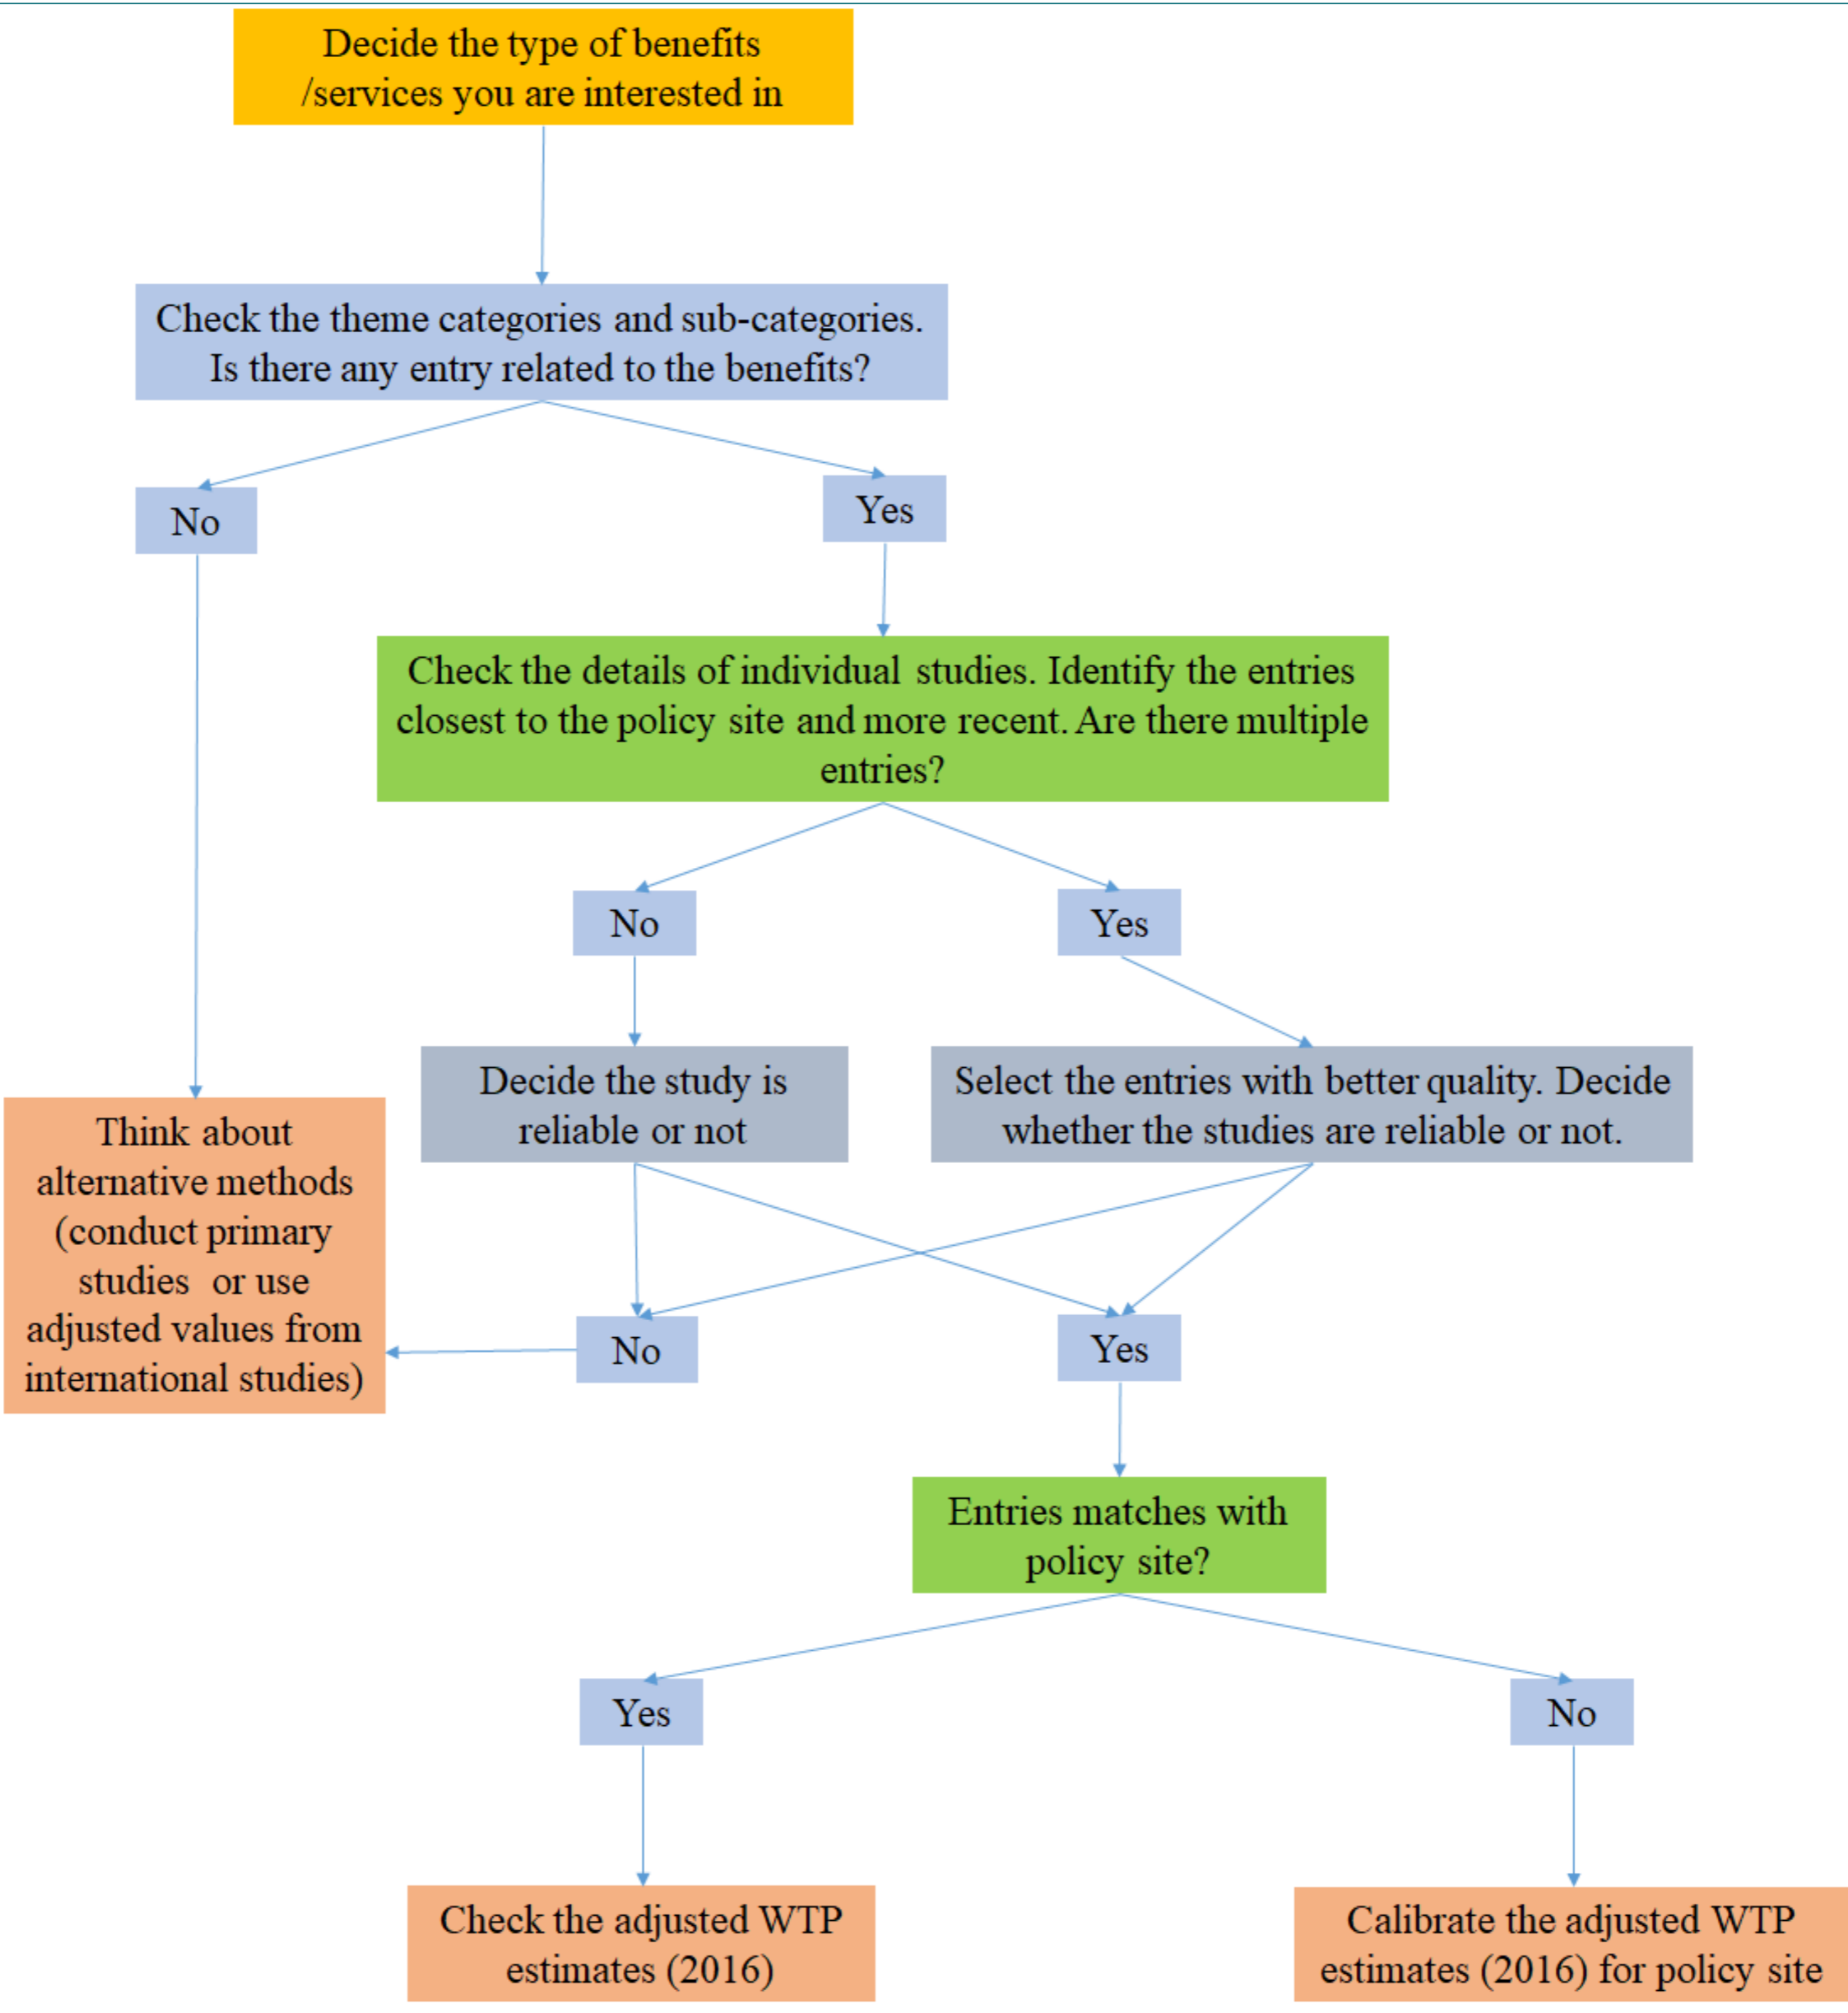 Decide the type of benefits
/services you are interested in
Check the theme categories and sub-categories.
Is there any entry related to the benefits?
No
Yes
Check the details of individual studies. Identify the entries
closest to the policy site and more recent. Are there multiple
entries?
No
Yes
Decide the study is
reliable or not
Select the entries with better quality. Decide
whether the studies are reliable or not.
Think about
alternative methods
(conduct primary
studies or use
adjusted values from
international studies)
No
Yes
Entries matches with
policy site?
Yes
No
Check the adjusted WTP
estimates (2016)
Calibrate the adjusted WTP
estimates (2016) for policy site